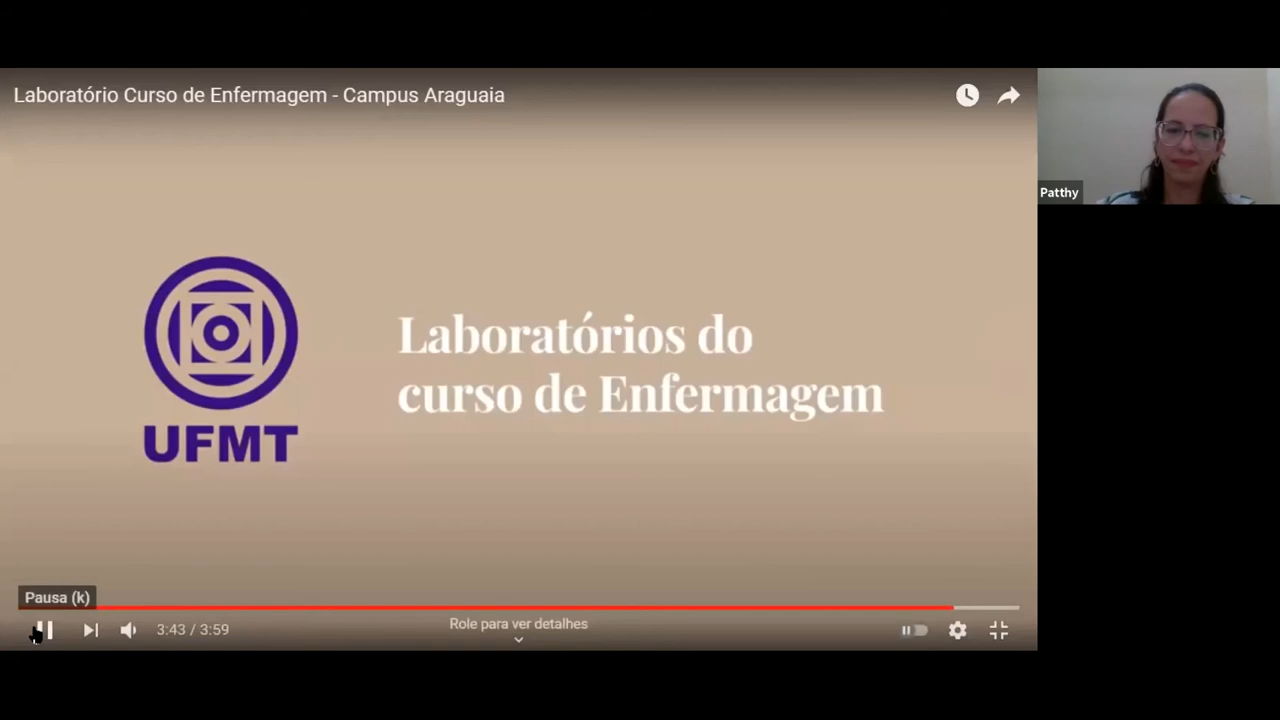 Laboratório Curso de Enfermagem - Campus Araguaia
Patthy
Laboratórios do
curso de Enfermagem
UFMT
Pausa (k)
3:43 / 3:59
Role para ver detalhes